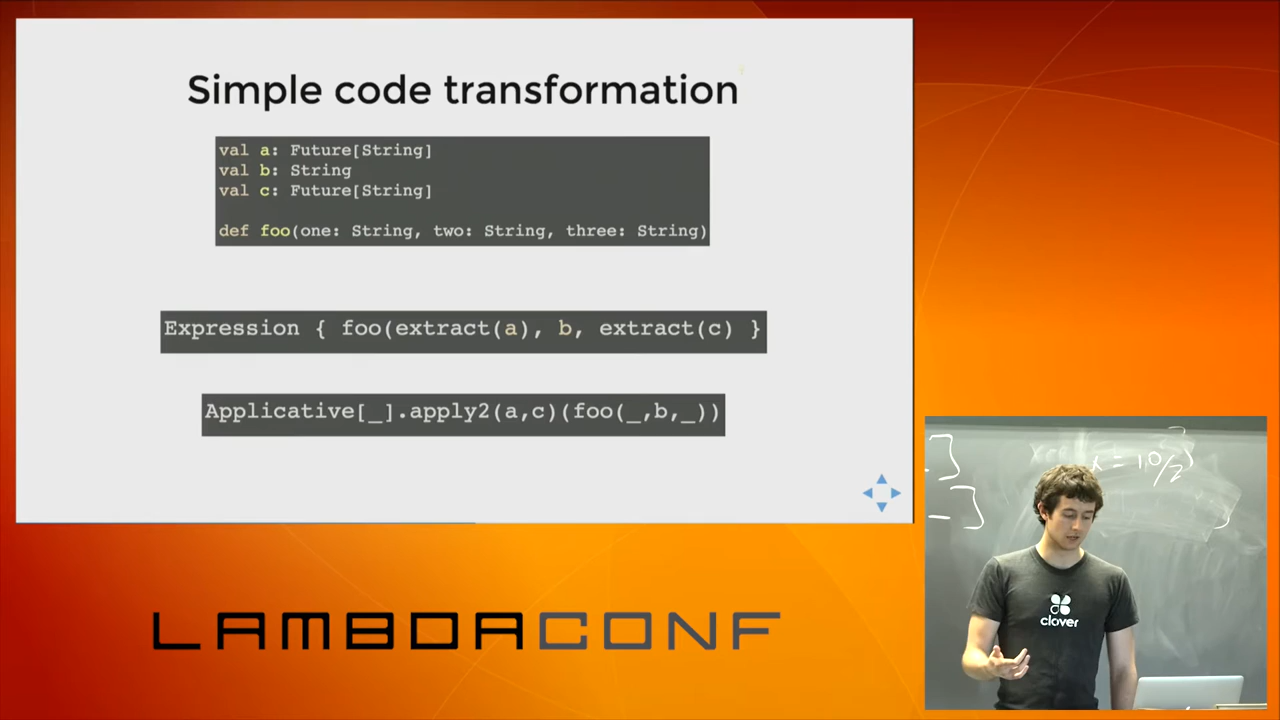 Simple code transformation
val a: Future[String]
val b: String
val c: Future[String]
def foo(one: String, two: String, three: String)
Expression { foo(extract(a), b, extract(c) }
Applicative[_].apply2(a,c)(foo(_,b,_))
LAMBDACONF
clover